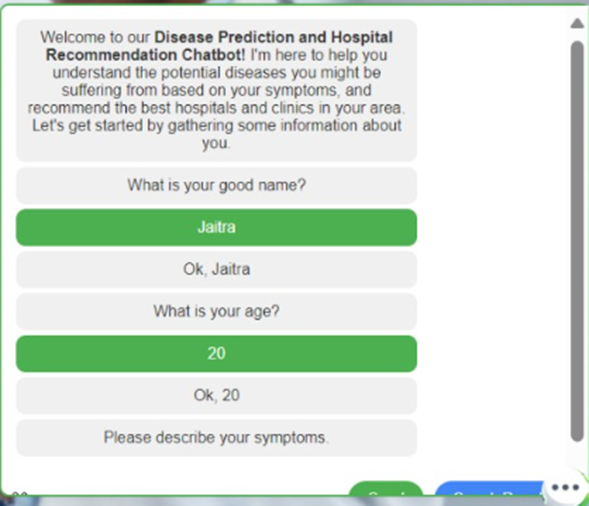 Welcome to our Disease Prediction and Hospital
Recommendation Chatbot! I'm here to help you
understand the potential diseases you might be
suffering from based on your symptoms, and
recommend the best hospitals and clinics in your area.
Let's get started by gathering some information about
you.
What is your good name?
Jaitra
Ok, Jaitra
What is your age?
20
Ok, 20
Please describe your symptoms.